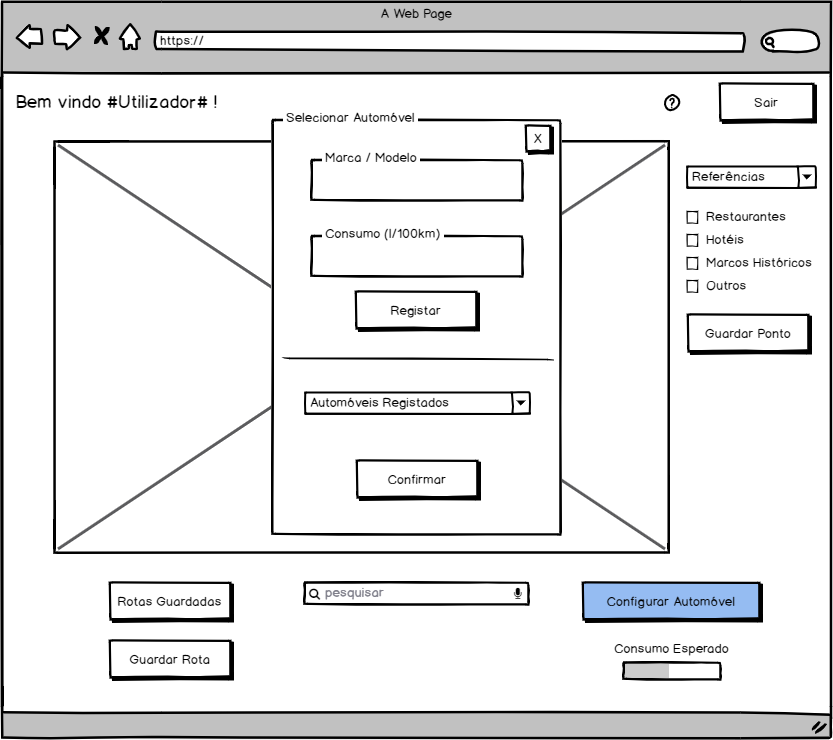 A Web Page
https://
Bem vindo #Utilizador# !
?
Sair
Selecionar Automóvel
X
Marca / Modelo
Consumo (l/100km)
Registar
Automóveis Registados
Confirmar
Referências
Restaurantes
Hotéis
Marcos Históricos
Outros
Guardar Ponto
Rotas Guardadas
pesquisar
Configurar Automóvel
Guardar Rota
Consumo Esperado